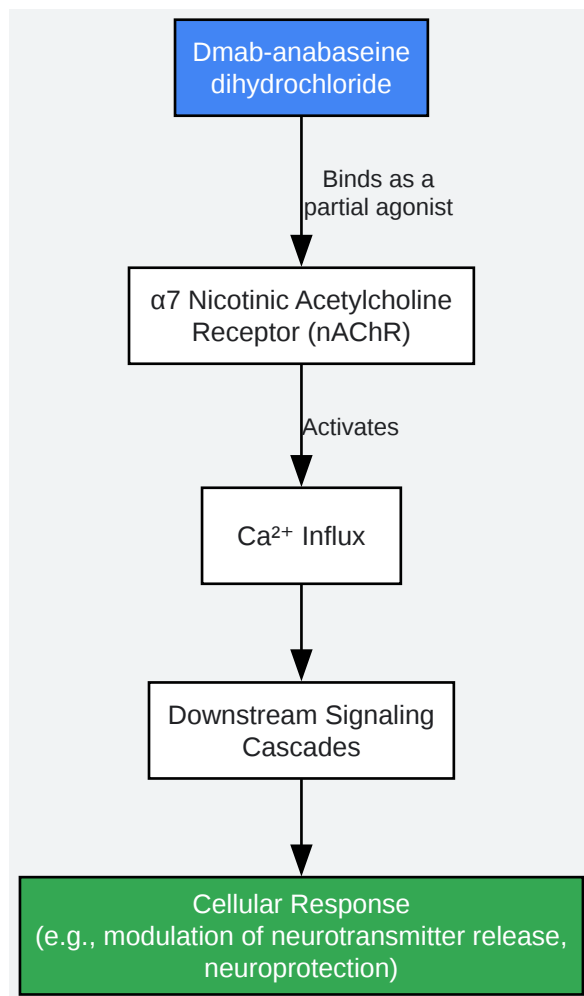 Dmab-anabaseine
dihydrochloride
Binds as a
partial agonist
α7 Nicotinic Acetylcholine
Receptor (nAChR)
Activates
Ca²⁺ Influx
Downstream Signaling
Cascades
Cellular Response
(e.g., modulation of neurotransmitter release,
neuroprotection)